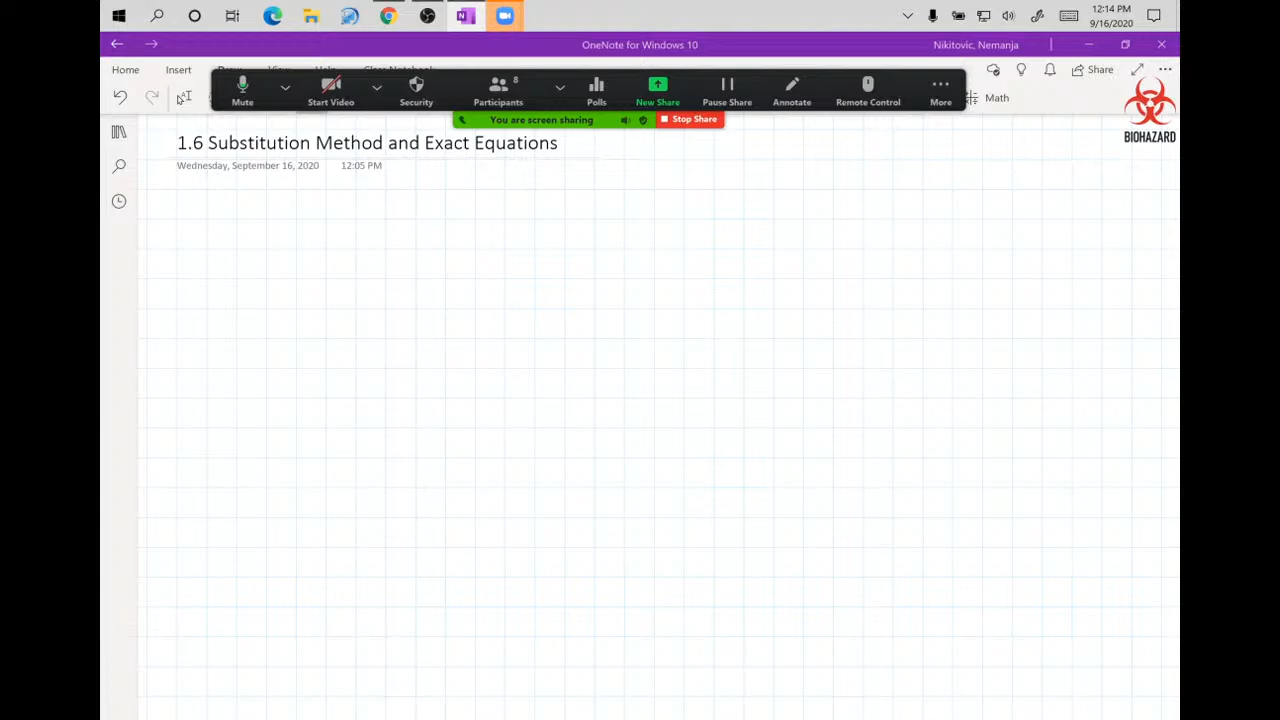 12:14 PM
9/16/2020
OneNote for Windows 10
Nikitovic, Nemanja
Home Insert Help Share
Mute Start Video Security Participants 8 Polls New Share Pause Share Annotate Remote Control More
Math
You are screen sharing Stop Share
BIOHAZARD
1.6 Substitution Method and Exact Equations
Wednesday, September 16, 2020 12:05 PM